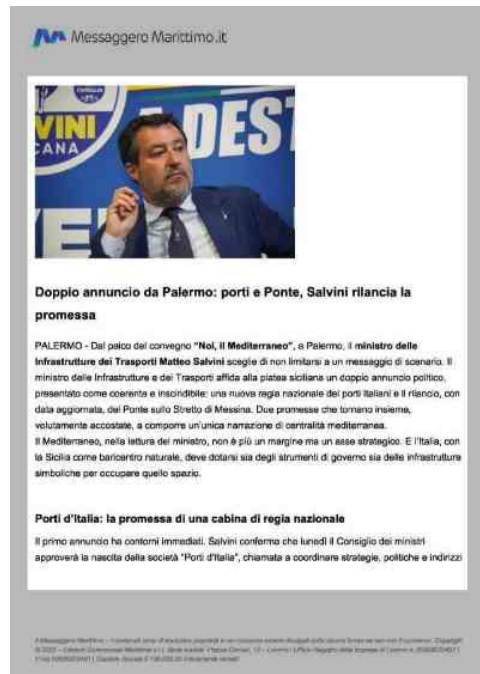 Messaggero Marittimo.it
VINI
CANA
A DEST
VE
Doppio annuncio da Palermo: porti e Ponte, Salvini rilancia la
promessa
PALERMO - Dal palco del convegno "Noi, il Mediterraneo", a Palermo, il ministro delle
Infrastrutture dei Trasporti Matteo Salvini sceglie di non limitarsi a un messaggio di scenario. Il
ministro delle Infrastrutture e dei Trasporti affida alla platea siciliana un doppio annuncio politico,
presentato come coerente e inscindibile: una nuova regia nazionale dei porti italiani e il rilancio, con
data aggiornata, del Ponte sullo Stretto di Messina. Due promesse che tornano insieme,
volutamente accostate, a comporre un'unica narrazione di centralità mediterranea.
Il Mediterraneo, nella lettura del ministro, non è più un margine ma un asse strategico. E l'Italia, con
la Sicilia come baricentro naturale, deve dotarsi sia degli strumenti di governo sia delle infrastrutture
simboliche per occupare quello spazio.
Porti d'Italia: la promessa di una cabina di regia nazionale
Il primo annuncio ha contorni immediati. Salvini conferma che lunedì il Consiglio dei ministri
approverà la nascita della società "Porti d'Italia", chiamata a coordinare strategie, politiche e indirizzi